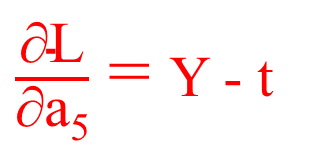 ∂-L/∂a₅ = Y - t